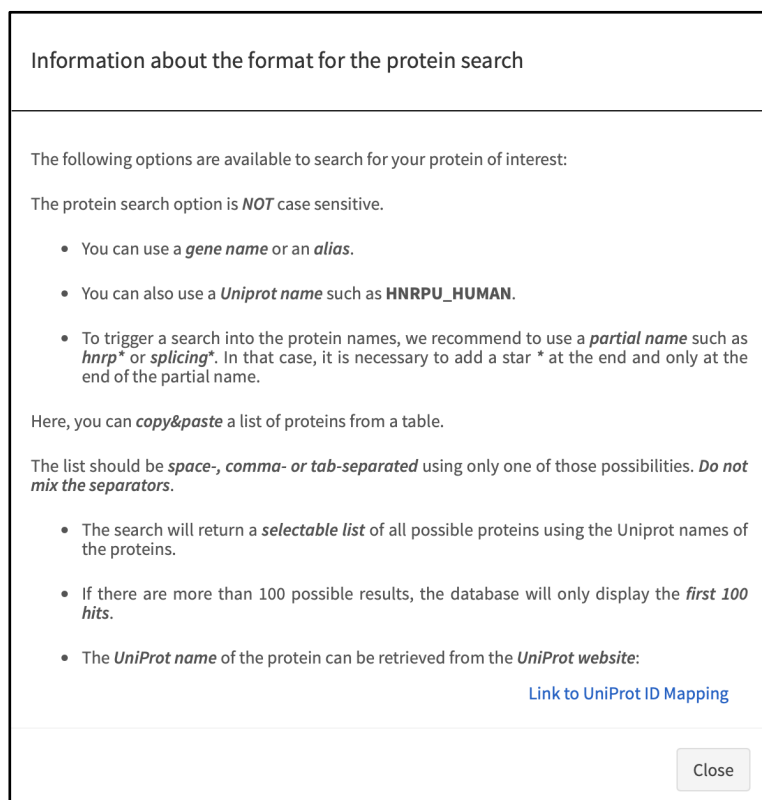 Information about the format for the protein search
The following options are available to search for your protein of interest:
The protein search option is NOT case sensitive.
• You can use a gene name or an alias.
• You can also use a Uniprot name such as HNRPU_HUMAN.
• To trigger a search into the protein names, we recommend to use a partial name such as
hnrp* or splicing*. In that case, it is necessary to add a star * at the end and only at the
end of the partial name.
Here, you can copy&paste a list of proteins from a table.
The list should be space-, comma- or tab-separated using only one of those possibilities. Do not
mix the separators.
• The search will return a selectable list of all possible proteins using the Uniprot names of
the proteins.
• If there are more than 100 possible results, the database will only display the first 100
hits.
• The UniProt name of the protein can be retrieved from the UniProt website:
Link to UniProt ID Mapping
Close